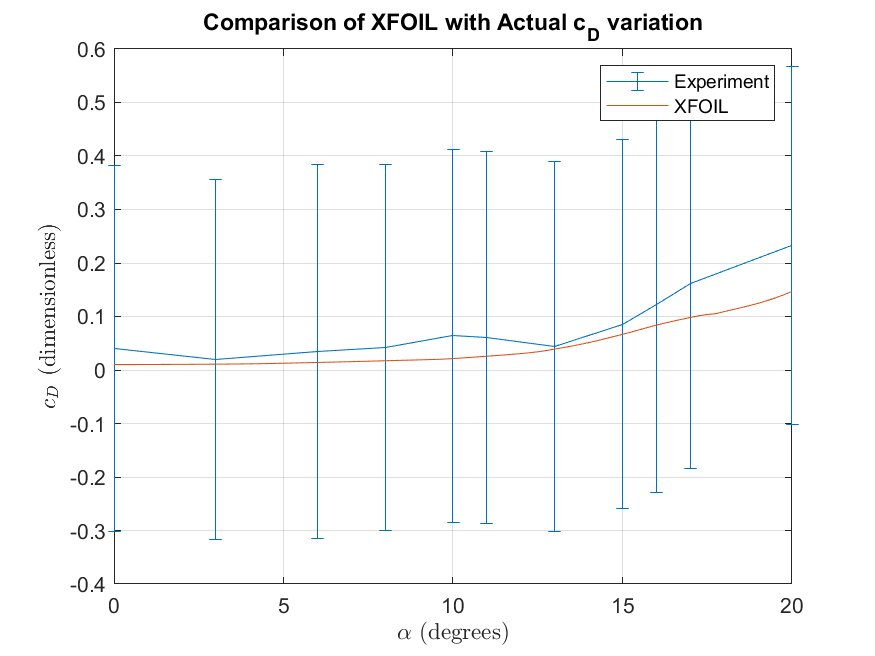 Comparison of XFOIL with Actual c_D variation
0.6
0.5
0.4
0.3
0.2
0.1
0
-0.1
-0.2
-0.3
-0.4
c_D (dimensionless)
Experiment
XFOIL
0 5 10 15 20
α (degrees)